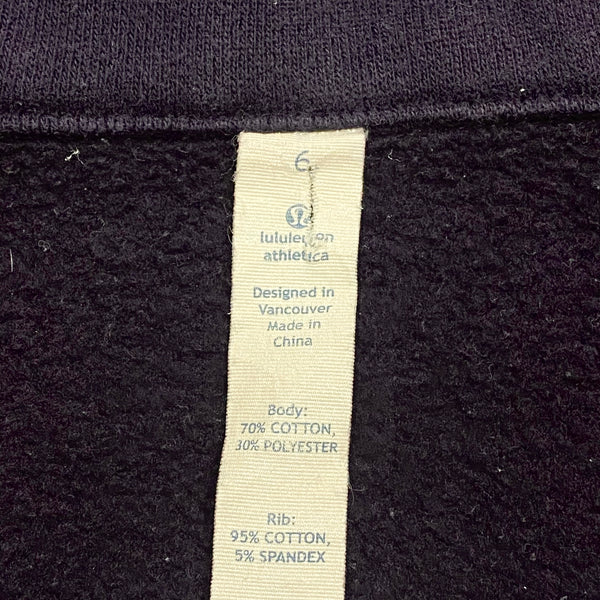 6
lululemon
athletica
Designed in
Vancouver
Made in
China
Body:
70% COTTON,
30% POLYESTER
Rib:
95% COTTON,
5% SPANDEX